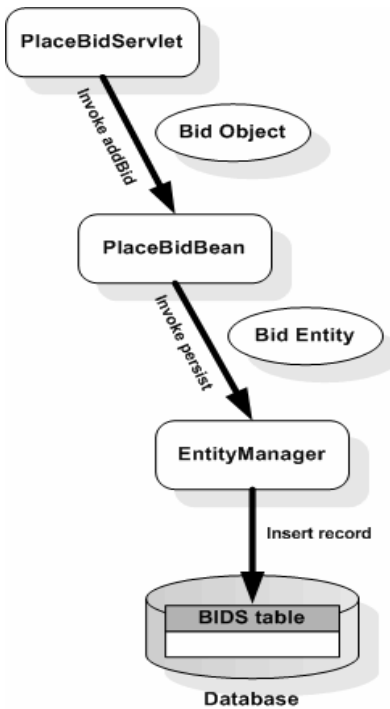 PlaceBidServlet
Invoke addBid
Bid Object
PlaceBidBean
Invoke persist
Bid Entity
EntityManager
Insert record
BIDS table
Database